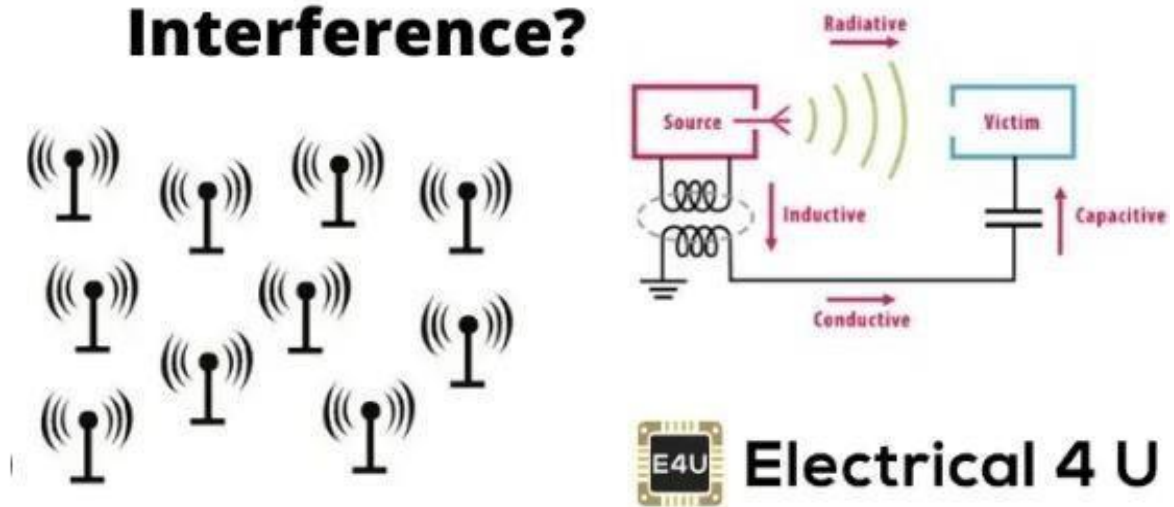 Interference?
Radiative
Source
Victim
Inductive
Capacitive
Conductive
E4U
Electrical 4 U